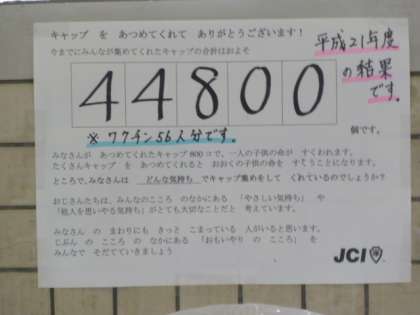 キャップ を あつめてくれて ありがとうございます！
今までにみんなが集めてくれたキャップの合計はおよそ
平成21年度
の結果
です。
44800
個です。
※ワクチン56人分です。
みなさんが あつめてくれたキャップ 800 コで、一人の子供の命が すくわれます。
たくさんキャップを あつめてくれると おおくの子供の命を すくうことになります。
ところで、みなさんは どんな気持ち でキャップ集めをして くれているのでしょうか？
おじさんたちは、みんなのこころ のなかにある 「やさしい気持ち」 や
「他人を思いやる気持ち」がとても大切なことだと 考えています。
みなさんの まわりにも きっと こまっている 人がいると思います。
じぶんの こころ のなかにある 「おもいやり の こころ」 を
みんなで そだてていきましょう
JCI